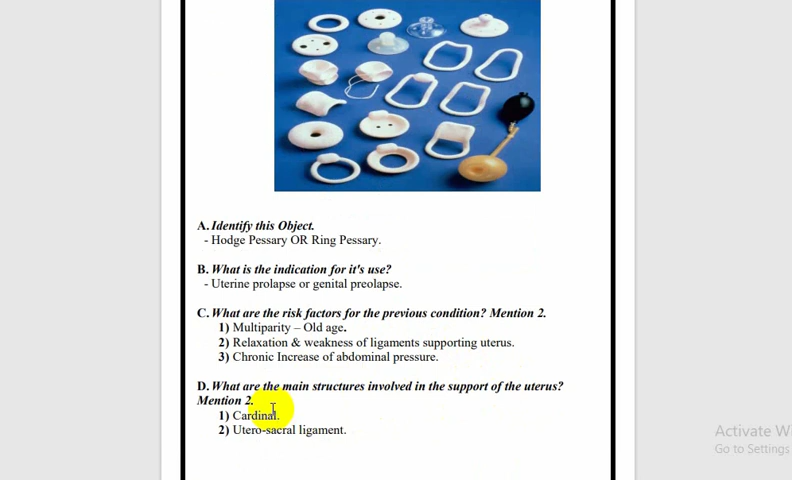 A. Identify this Object.
- Hodge Pessary OR Ring Pessary.
B. What is the indication for it's use?
- Uterine prolapse or genital preolapse.
C. What are the risk factors for the previous condition? Mention 2.
1) Multiparity – Old age.
2) Relaxation & weakness of ligaments supporting uterus.
3) Chronic Increase of abdominal pressure.
D. What are the main structures involved in the support of the uterus?
Mention 2.
1) Cardinal.
2) Utero-sacral ligament.
Activate Wi
Go to Settings